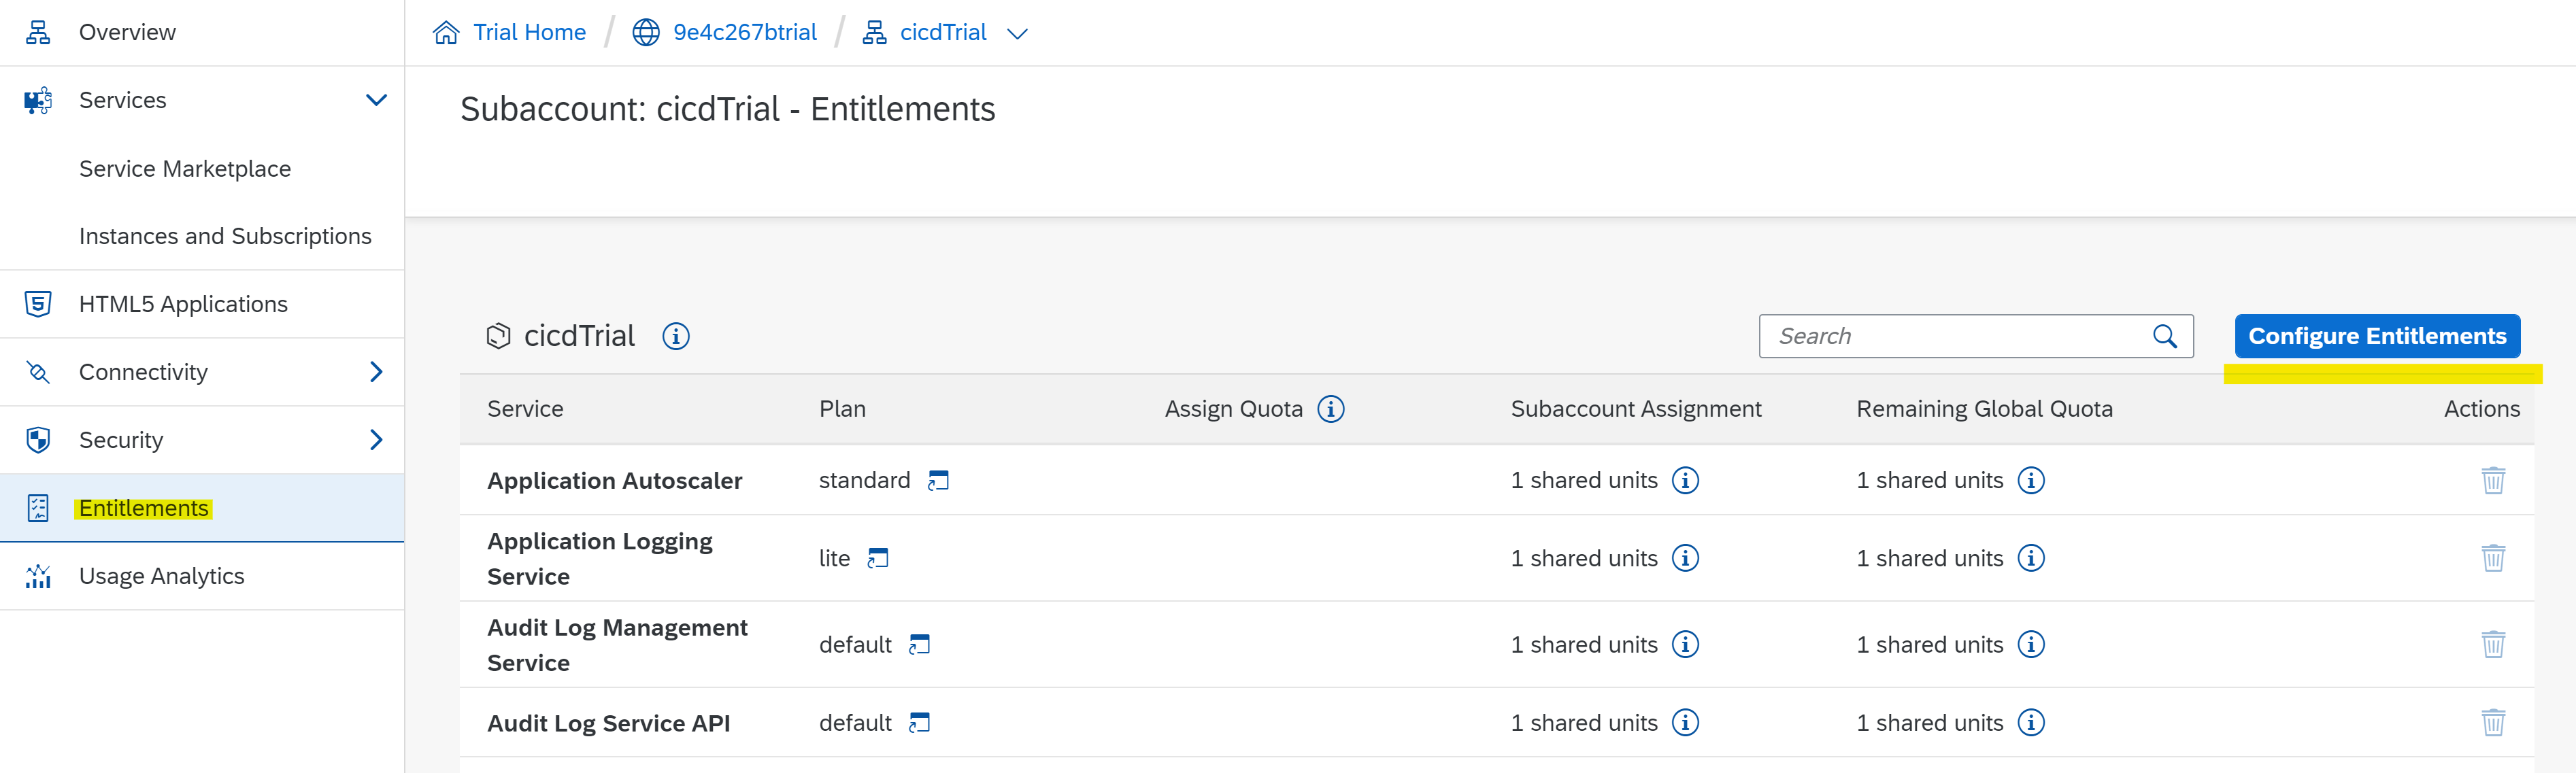 Overview
Services
Service Marketplace
Instances and Subscriptions
HTML5 Applications
Connectivity
Security
Entitlements
Usage Analytics
Trial Home / 9e4c267btrial / cicdTrial
Subaccount: cicdTrial - Entitlements
cicdTrial
Search
Configure Entitlements
Service Plan Assign Quota Subaccount Assignment Remaining Global Quota Actions
Application Autoscaler standard 1 shared units 1 shared units
Application Logging
Service lite 1 shared units 1 shared units
Audit Log Management
Service default 1 shared units 1 shared units
Audit Log Service API default 1 shared units 1 shared units